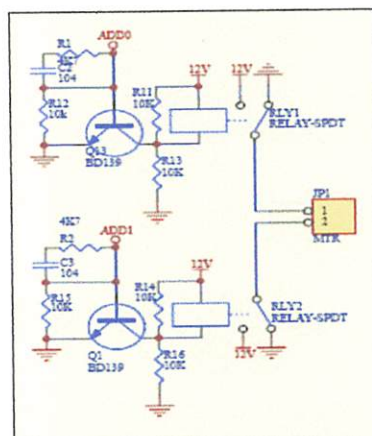 ADD0
R1
C2
104
R12
10k
Q13
BD139
R11
10K
R13
10K
12V
12V
RLY1
RELAY-SPDT
JP1
1
2
MTR
ADD1
4K7
R2
C3
104
R15
10K
Q1
BD139
12V
R14
10K
R16
10K
RLY2
RELAY-SPDT
12V